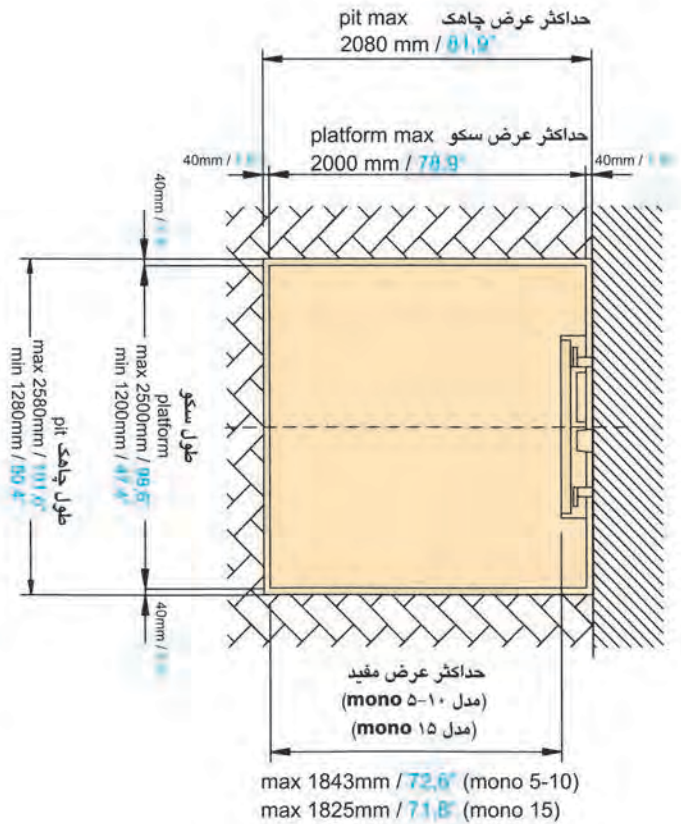 pit max حداکثر عرض چاهک
2080 mm / 81,9"
platform max حداکثر عرض سکو
2000 mm / 78,9"
40mm /
40mm /
40mm /
طول چاهک pit
max 2580mm / 101,6"
min 1280mm / 50,4"
طول سکو
platform
max 2500mm / 98,6"
min 1200mm / 47,4"
40mm /
حداکثر عرض مفید
(مدل ۱۰-۵ mono)
(مدل ۱۵ mono)
max 1843mm / 72,6" (mono 5-10)
max 1825mm / 71,8" (mono 15)